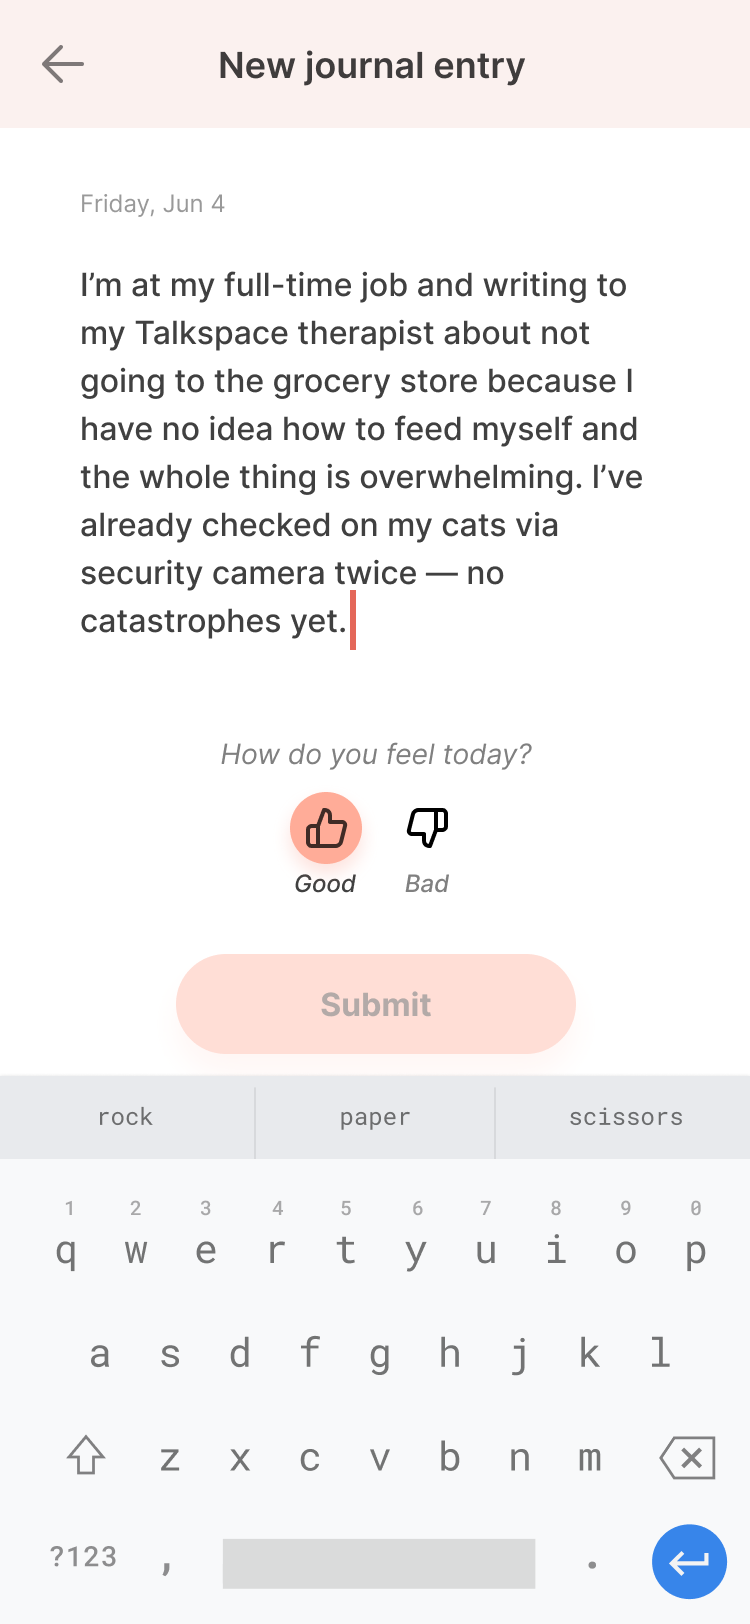 New journal entry
Friday, Jun 4
I’m at my full-time job and writing to
my Talkspace therapist about not
going to the grocery store because I
have no idea how to feed myself and
the whole thing is overwhelming. I’ve
already checked on my cats via
security camera twice — no
catastrophes yet.
How do you feel today?
Good Bad
Submit
rock paper scissors
1 2 3 4 5 6 7 8 9 0
q w e r t y u i o p
a s d f g h j k l
z x c v b n m
?123 , .